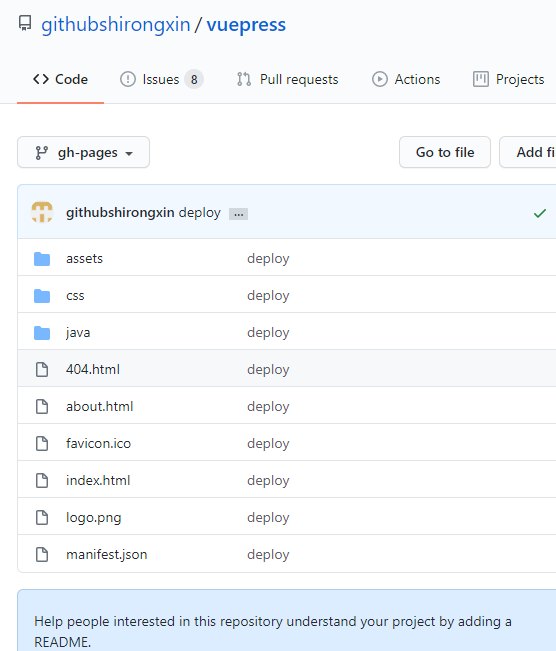 githubshirongxin / vuepress
Code Issues 8 Pull requests Actions Projects
gh-pages Go to file Add fi
githubshirongxin deploy ...
assets deploy
css deploy
java deploy
404.html deploy
about.html deploy
favicon.ico deploy
index.html deploy
logo.png deploy
manifest.json deploy
Help people interested in this repository understand your project by adding a
README.